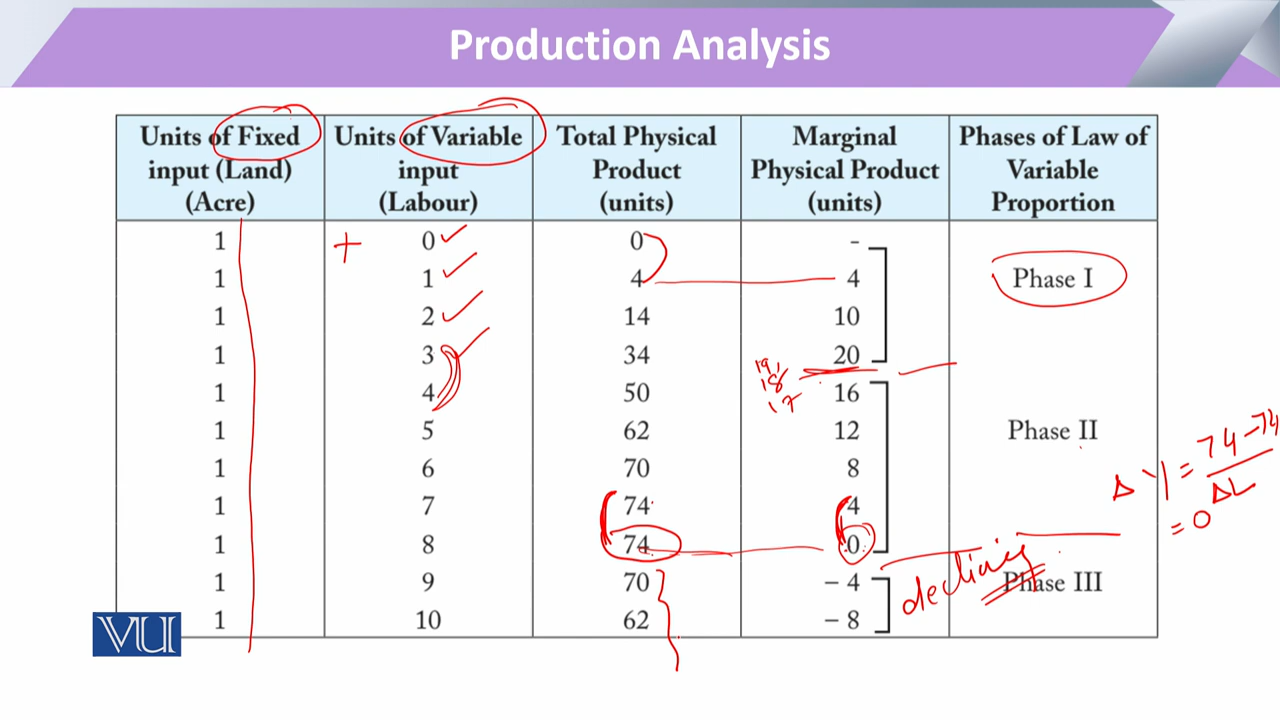 Production Analysis
Units of Fixed input (Land) (Acre) | Units of Variable input (Labour) | Total Physical Product (units) | Marginal Physical Product (units) | Phases of Law of Variable Proportion
1 + 0 0 -
1 1 4 4 Phase I
1 2 14 10
1 3 34 20
19,
18
17
1 4 50 16
1 5 62 12 Phase II
1 6 70 8
1 7 74 4
1 8 74 0
Δ Y = 74-74
ΔL
= 0
declining
1 9 70 - 4 Phase III
1 10 62 - 8
VU